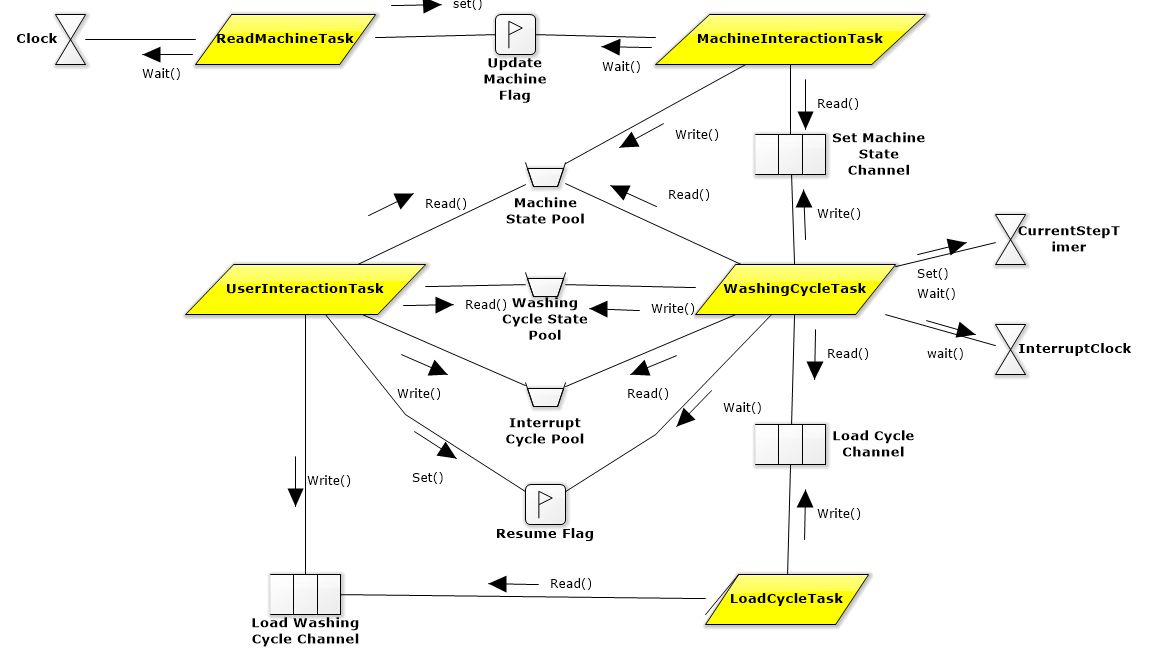 set()
Clock
ReadMachineTask
MachineInteractionTask
Wait()
Update
Machine
Flag
Wait()
Read()
Write()
Set Machine
State
Channel
Read()
Read()
Machine
State Pool
Write()
CurrentStepT
imer
Set()
Wait()
UserInteractionTask
WashingCycleTask
Read()
Washing
Cycle State
Pool
Write()
InterruptClock
wait()
Read()
Write()
Read()
Wait()
Interrupt
Cycle Pool
Load Cycle
Channel
Set()
Write()
Write()
Resume Flag
Read()
LoadCycleTask
Load Washing
Cycle Channel